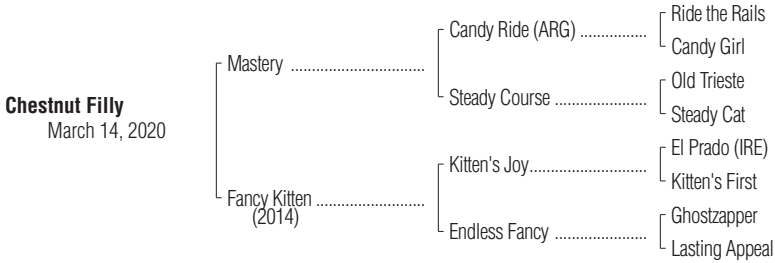 Chestnut Filly
March 14, 2020
Mastery ................................
Fancy Kitten ..........................
(2014)
Candy Ride (ARG) ................
Steady Course ......................
Kitten's Joy............................
Endless Fancy ......................
Ride the Rails
Candy Girl
Old Trieste
Steady Cat
El Prado (IRE)
Kitten's First
Ghostzapper
Lasting Appeal